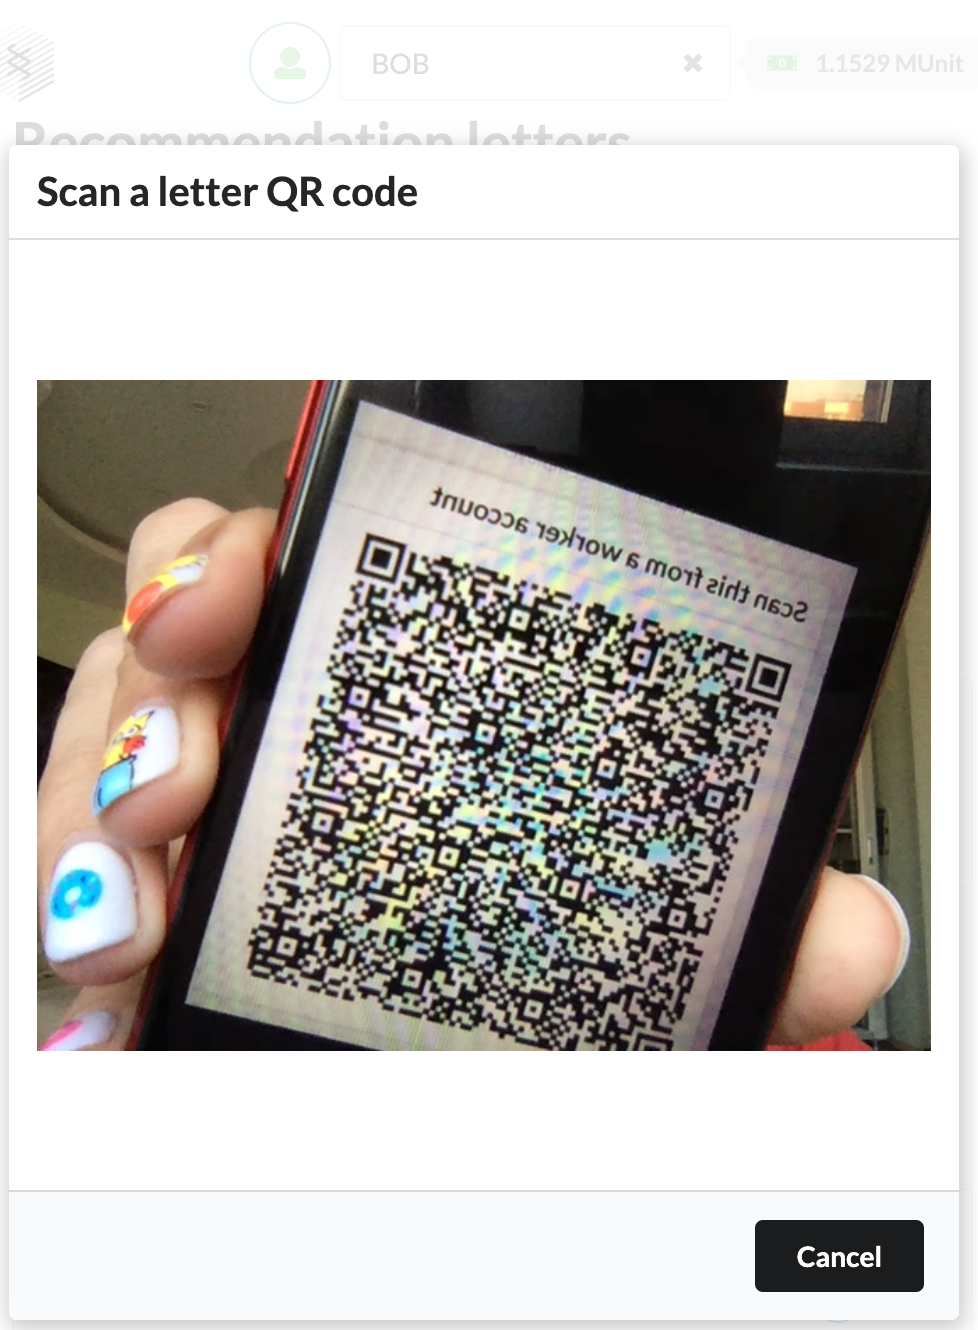 BOB
1.1529 MUnit
Recommendation letters
Scan a letter QR code
Scan this from a worker account
Cancel